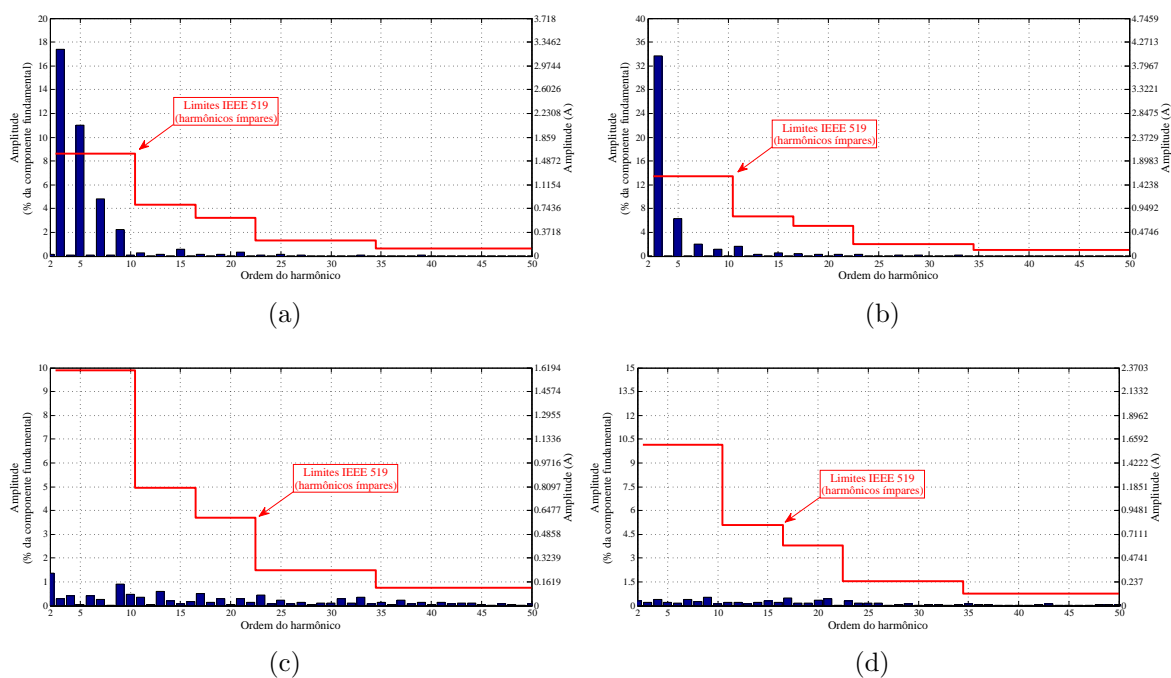 20
18
16
14
12
10
8
6
4
2
0
Amplitude
(% da componente fundamental)
3.718
3.3462
2.9744
2.6026
2.2308
1.859
1.4872
1.1154
0.7436
0.3718
0
Amplitude (A)
Limites IEEE 519
(harmônicos ímpares)
2 5 10 15 20 25 30 35 40 45 50
Ordem do harmônico
(a)
40
36
32
28
24
20
16
12
8
4
0
Amplitude
(% da componente fundamental)
4.7459
4.2713
3.7967
3.3221
2.8475
2.3729
1.8983
1.4238
0.9492
0.4746
0
Amplitude (A)
Limites IEEE 519
(harmônicos ímpares)
2 5 10 15 20 25 30 35 40 45 50
Ordem do harmônico
(b)
10
9
8
7
6
5
4
3
2
1
0
Amplitude
(% da componente fundamental)
1.6194
1.4574
1.2955
1.1336
0.9716
0.8097
0.6477
0.4858
0.3239
0.1619
0
Amplitude (A)
Limites IEEE 519
(harmônicos ímpares)
2 5 10 15 20 25 30 35 40 45 50
Ordem do harmônico
(c)
15
13.5
12
10.5
9
7.5
6
4.5
3
1.5
0
Amplitude
(% da componente fundamental)
2.3703
2.1332
1.8962
1.6592
1.4222
1.1851
0.9481
0.7111
0.4741
0.237
0
Amplitude (A)
Limites IEEE 519
(harmônicos ímpares)
2 5 10 15 20 25 30 35 40 45 50
Ordem do harmônico
(d)